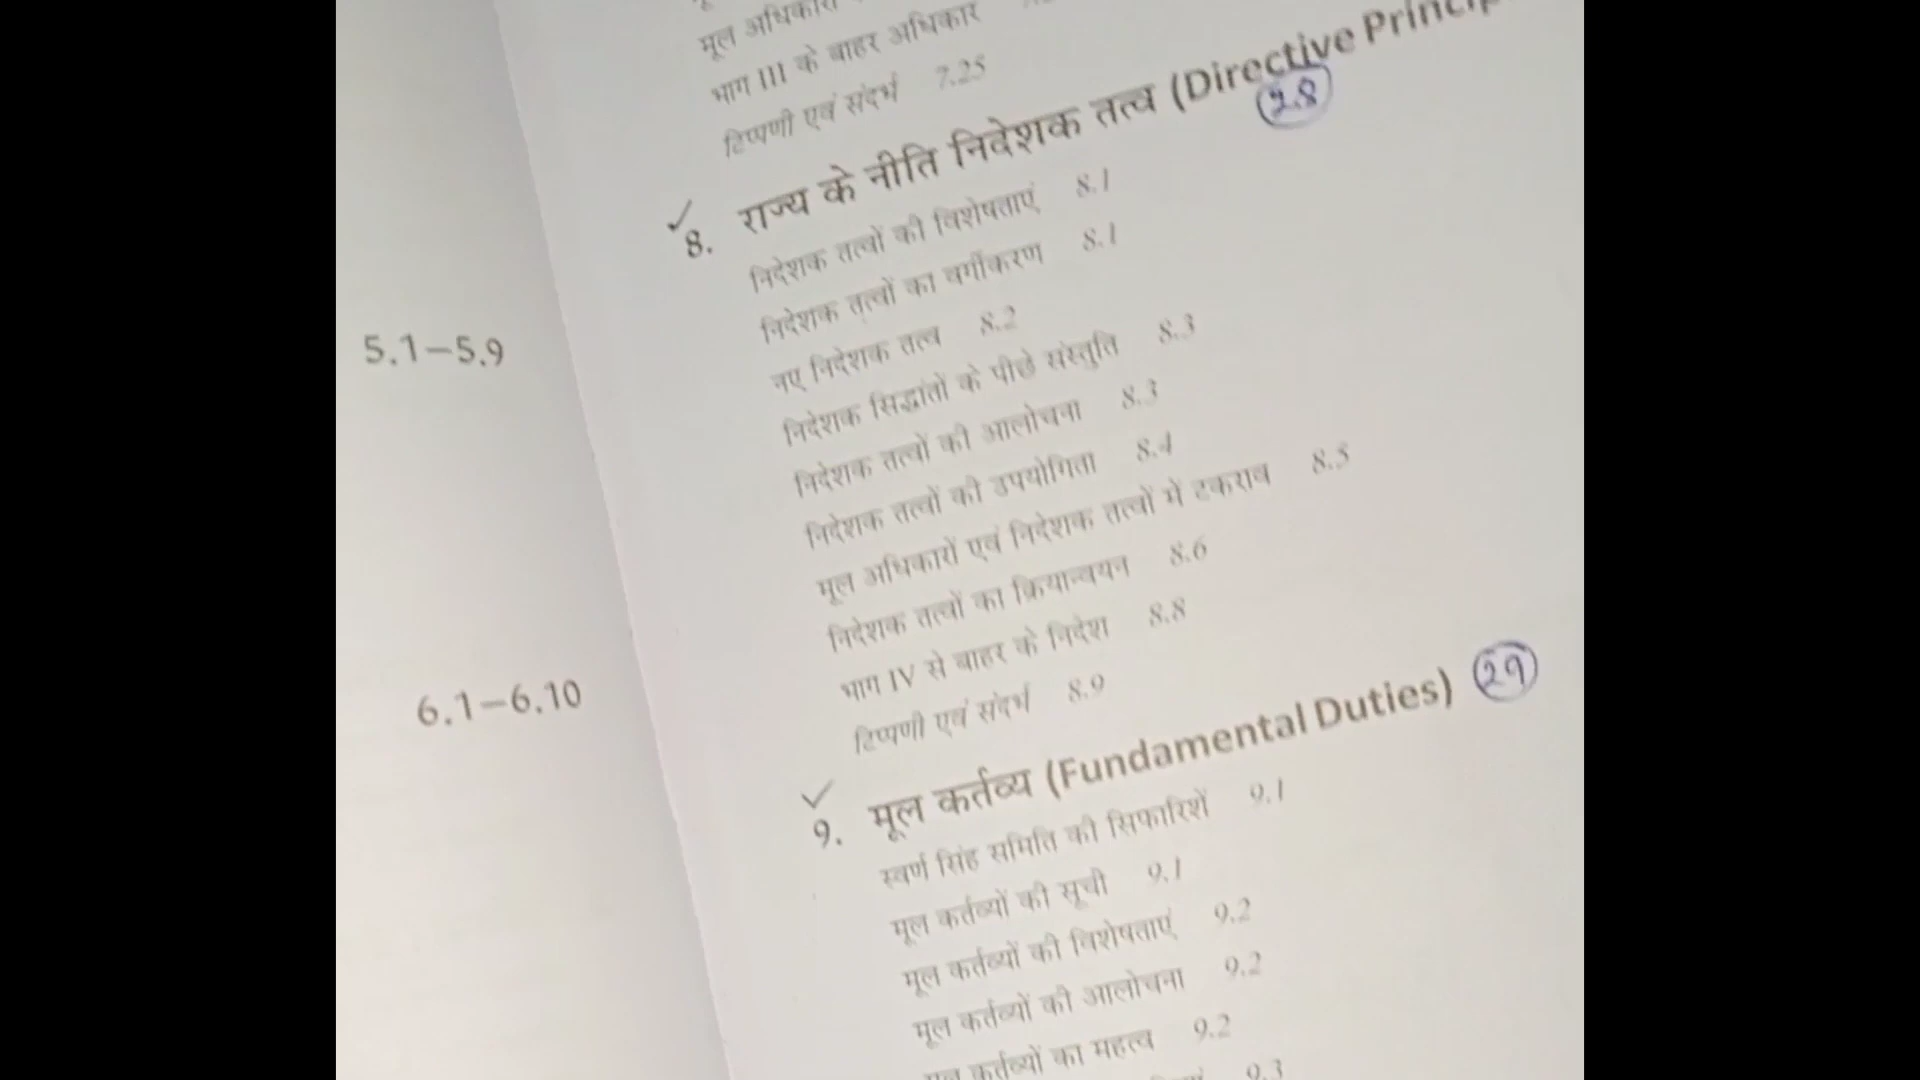 5.1–5.9
6.1–6.10
मूल अधिकारों
भाग III के बाहर अधिकार
टिप्पणी एवं संदर्भ 7.25
✓
8. राज्य के नीति निदेशक तत्व (Directive
28
निदेशक तत्वों की विशेषताएं 8.1
निदेशक तत्वों का वर्गीकरण 8.1
नए निदेशक तत्व 8.2
निदेशक सिद्धांतों के पीछे संस्तुति 8.3
निदेशक तत्वों की आलोचना 8.3
निदेशक तत्वों की उपयोगिता 8.4
मूल अधिकारों एवं निदेशक तत्वों में टकराव 8.5
निदेशक तत्वों का क्रियान्वयन 8.6
भाग IV से बाहर के निदेश 8.8
टिप्पणी एवं संदर्भ 8.9
✓
9. मूल कर्तव्य (Fundamental Duties) 29
स्वर्ण सिंह समिति की सिफारिशें 9.1
मूल कर्तव्यों की सूची 9.1
मूल कर्तव्यों की विशेषताएं 9.2
मूल कर्तव्यों की आलोचना 9.2
मूल कर्तव्यों का महत्व 9.2
9.3